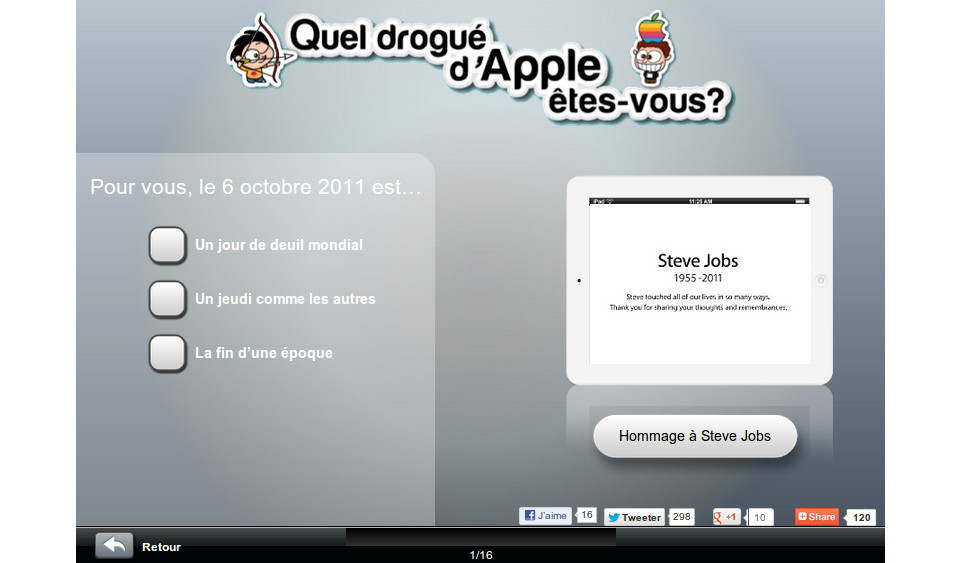 Quel drogué
d'Apple
êtes-vous?
Pour vous, le 6 octobre 2011 est…
Un jour de deuil mondial
Un jeudi comme les autres
La fin d’une époque
iPad 11:25 AM
Steve Jobs
1955-2011
Steve touched all of our lives in so many ways.
Thank you for sharing your thoughts and remembrances.
Hommage à Steve Jobs
J'aime 16 Tweeter 298 +1 10 Share 120
Retour
1/16